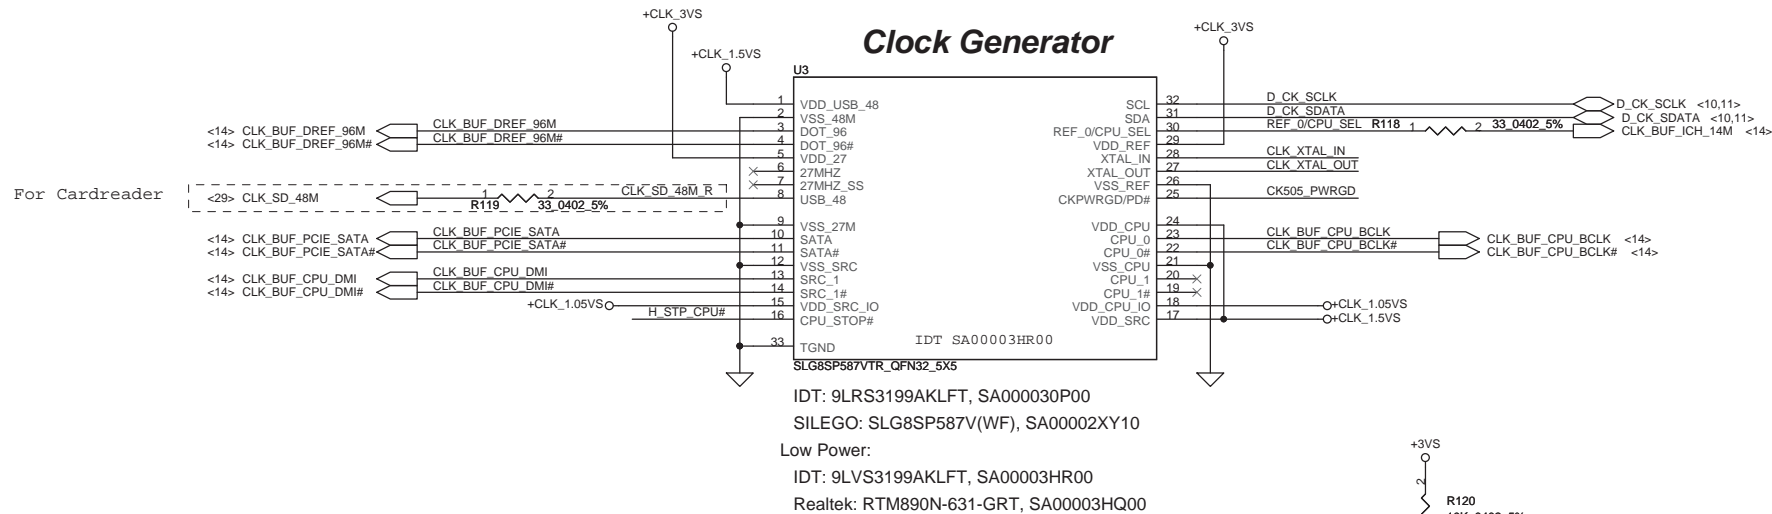 Clock Generator
+CLK_3VS
+CLK_1.5VS
+CLK_3VS
U3
1 VDD_USB_48
2 VSS_48M
<14> CLK_BUF_DREF_96M CLK_BUF_DREF_96M 3 DOT_96
<14> CLK_BUF_DREF_96M# CLK_BUF_DREF_96M# 4 DOT_96#
5 VDD_27
6 27MHZ
7 27MHZ_SS
For Cardreader <29> CLK_SD_48M 1 R119 2 33_0402_5% CLK_SD_48M_R 8 USB_48
9 VSS_27M
<14> CLK_BUF_PCIE_SATA CLK_BUF_PCIE_SATA 10 SATA
<14> CLK_BUF_PCIE_SATA# CLK_BUF_PCIE_SATA# 11 SATA#
12 VSS_SRC
<14> CLK_BUF_CPU_DMI CLK_BUF_CPU_DMI 13 SRC_1
<14> CLK_BUF_CPU_DMI# CLK_BUF_CPU_DMI# 14 SRC_1#
+CLK_1.05VS 15 VDD_SRC_IO
H_STP_CPU# 16 CPU_STOP#
33 TGND
SCL 32 D_CK_SCLK D_CK_SCLK <10,11>
SDA 31 D_CK_SDATA D_CK_SDATA <10,11>
REF_0/CPU_SEL 30 REF_0/CPU_SEL R118 1 2 33_0402_5% CLK_BUF_ICH_14M <14>
VDD_REF 29
XTAL_IN 28 CLK_XTAL_IN
XTAL_OUT 27 CLK_XTAL_OUT
VSS_REF 26
CKPWRGD/PD# 25 CK505_PWRGD
VDD_CPU 24
CPU_0 23 CLK_BUF_CPU_BCLK CLK_BUF_CPU_BCLK <14>
CPU_0# 22 CLK_BUF_CPU_BCLK# CLK_BUF_CPU_BCLK# <14>
VSS_CPU 21
CPU_1 20
CPU_1# 19
VDD_CPU_IO 18 +CLK_1.05VS
VDD_SRC 17 +CLK_1.5VS
IDT SA00003HR00
SLG8SP587VTR_QFN32_5X5
IDT: 9LRS3199AKLFT, SA000030P00
SILEGO: SLG8SP587V(WF), SA00002XY10
Low Power:
IDT: 9LVS3199AKLFT, SA00003HR00
Realtek: RTM890N-631-GRT, SA00003HQ00
+3VS
2
R120